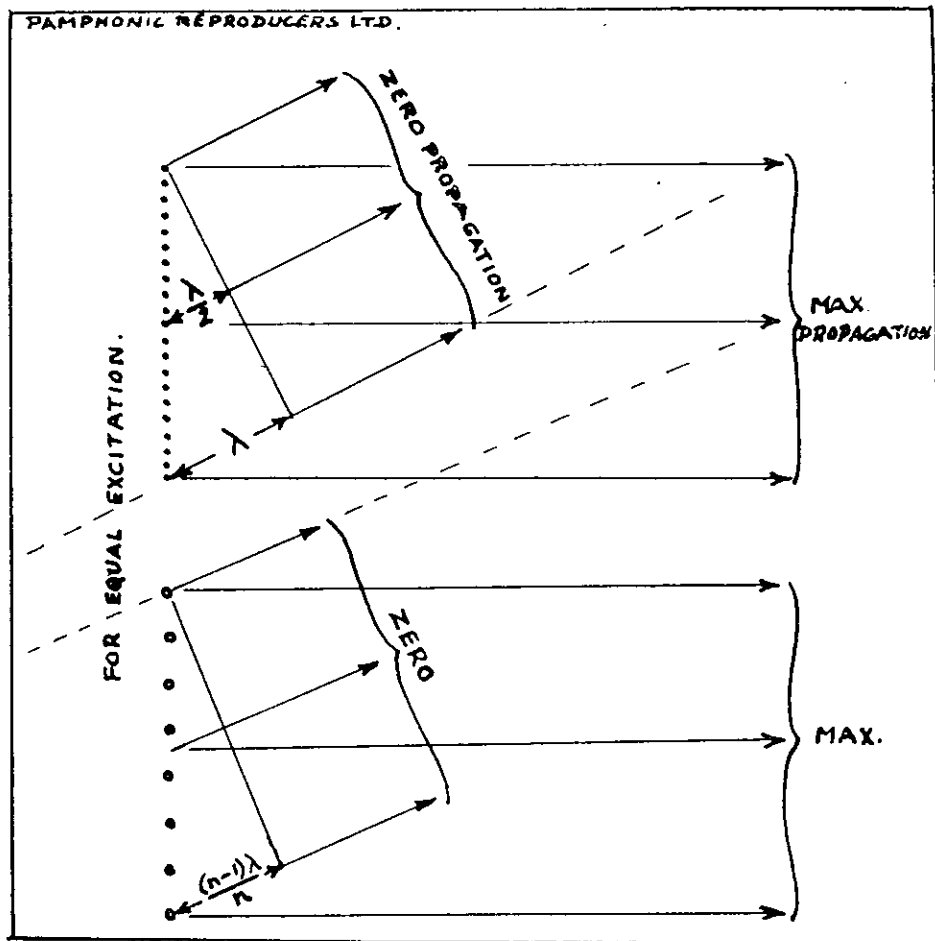 PAMPHONIC REPRODUCERS LTD.
ZERO PROPAGATION
λ/2
MAX.
PROPAGATION
λ
FOR EQUAL EXCITATION.
ZERO
MAX.
(n-1)λ/n